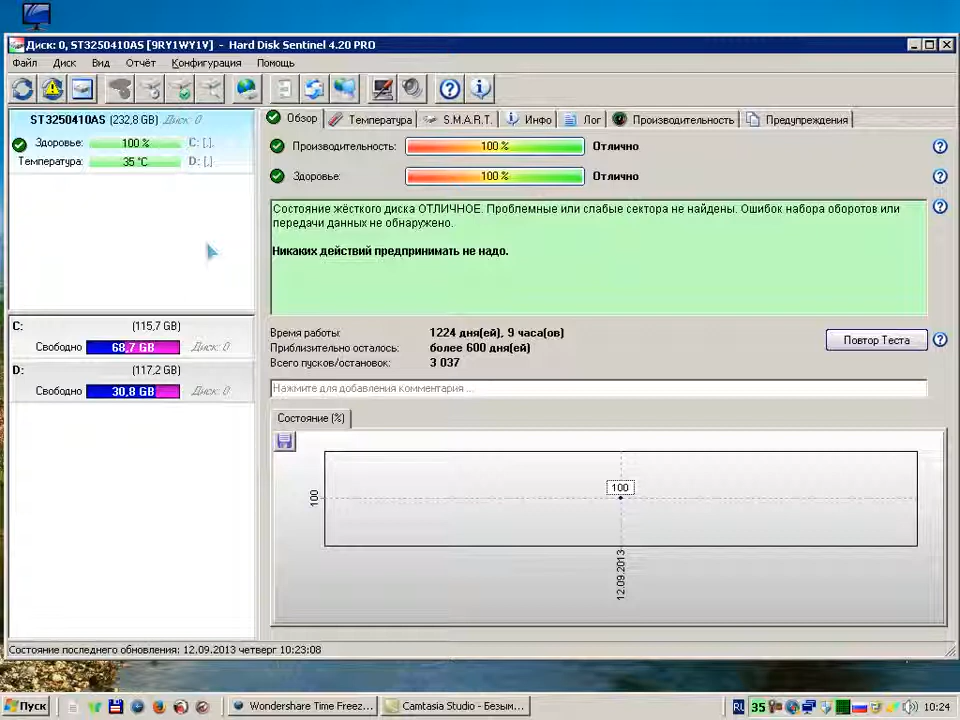 Диск: 0, ST3250410AS [9RY1WY1V] - Hard Disk Sentinel 4.20 PRO
Файл Диск Вид Отчёт Конфигурация Помощь
ST3250410AS (232,8 GB) Диск: 0
Здоровье: 100 % C: [,],
Температура: 35 °C D: [,]
C: (115,7 GB)
Свободно 68,7 GB Диск: 0
D: (117,2 GB)
Свободно 30,8 GB Диск: 0
Обзор Температура S.M.A.R.T. Инфо Лог Производительность Предупреждения
Производительность: 100 % Отлично
Здоровье: 100 % Отлично
Состояние жёсткого диска ОТЛИЧНОЕ. Проблемные или слабые сектора не найдены. Ошибок набора оборотов или
передачи данных не обнаружено.
Никаких действий предпринимать не надо.
Время работы: 1224 дня(ей), 9 часа(ов)
Приблизительно осталось: более 600 дня(ей)
Всего пусков/остановок: 3 037
Повтор Теста
Нажмите для добавления комментария ...
Состояние (%)
100
100
12.09.2013
Состояние последнего обновления: 12.09.2013 четверг 10:23:08
Пуск Wondershare Time Freez... Camtasia Studio - Безым... RL 35 10:24